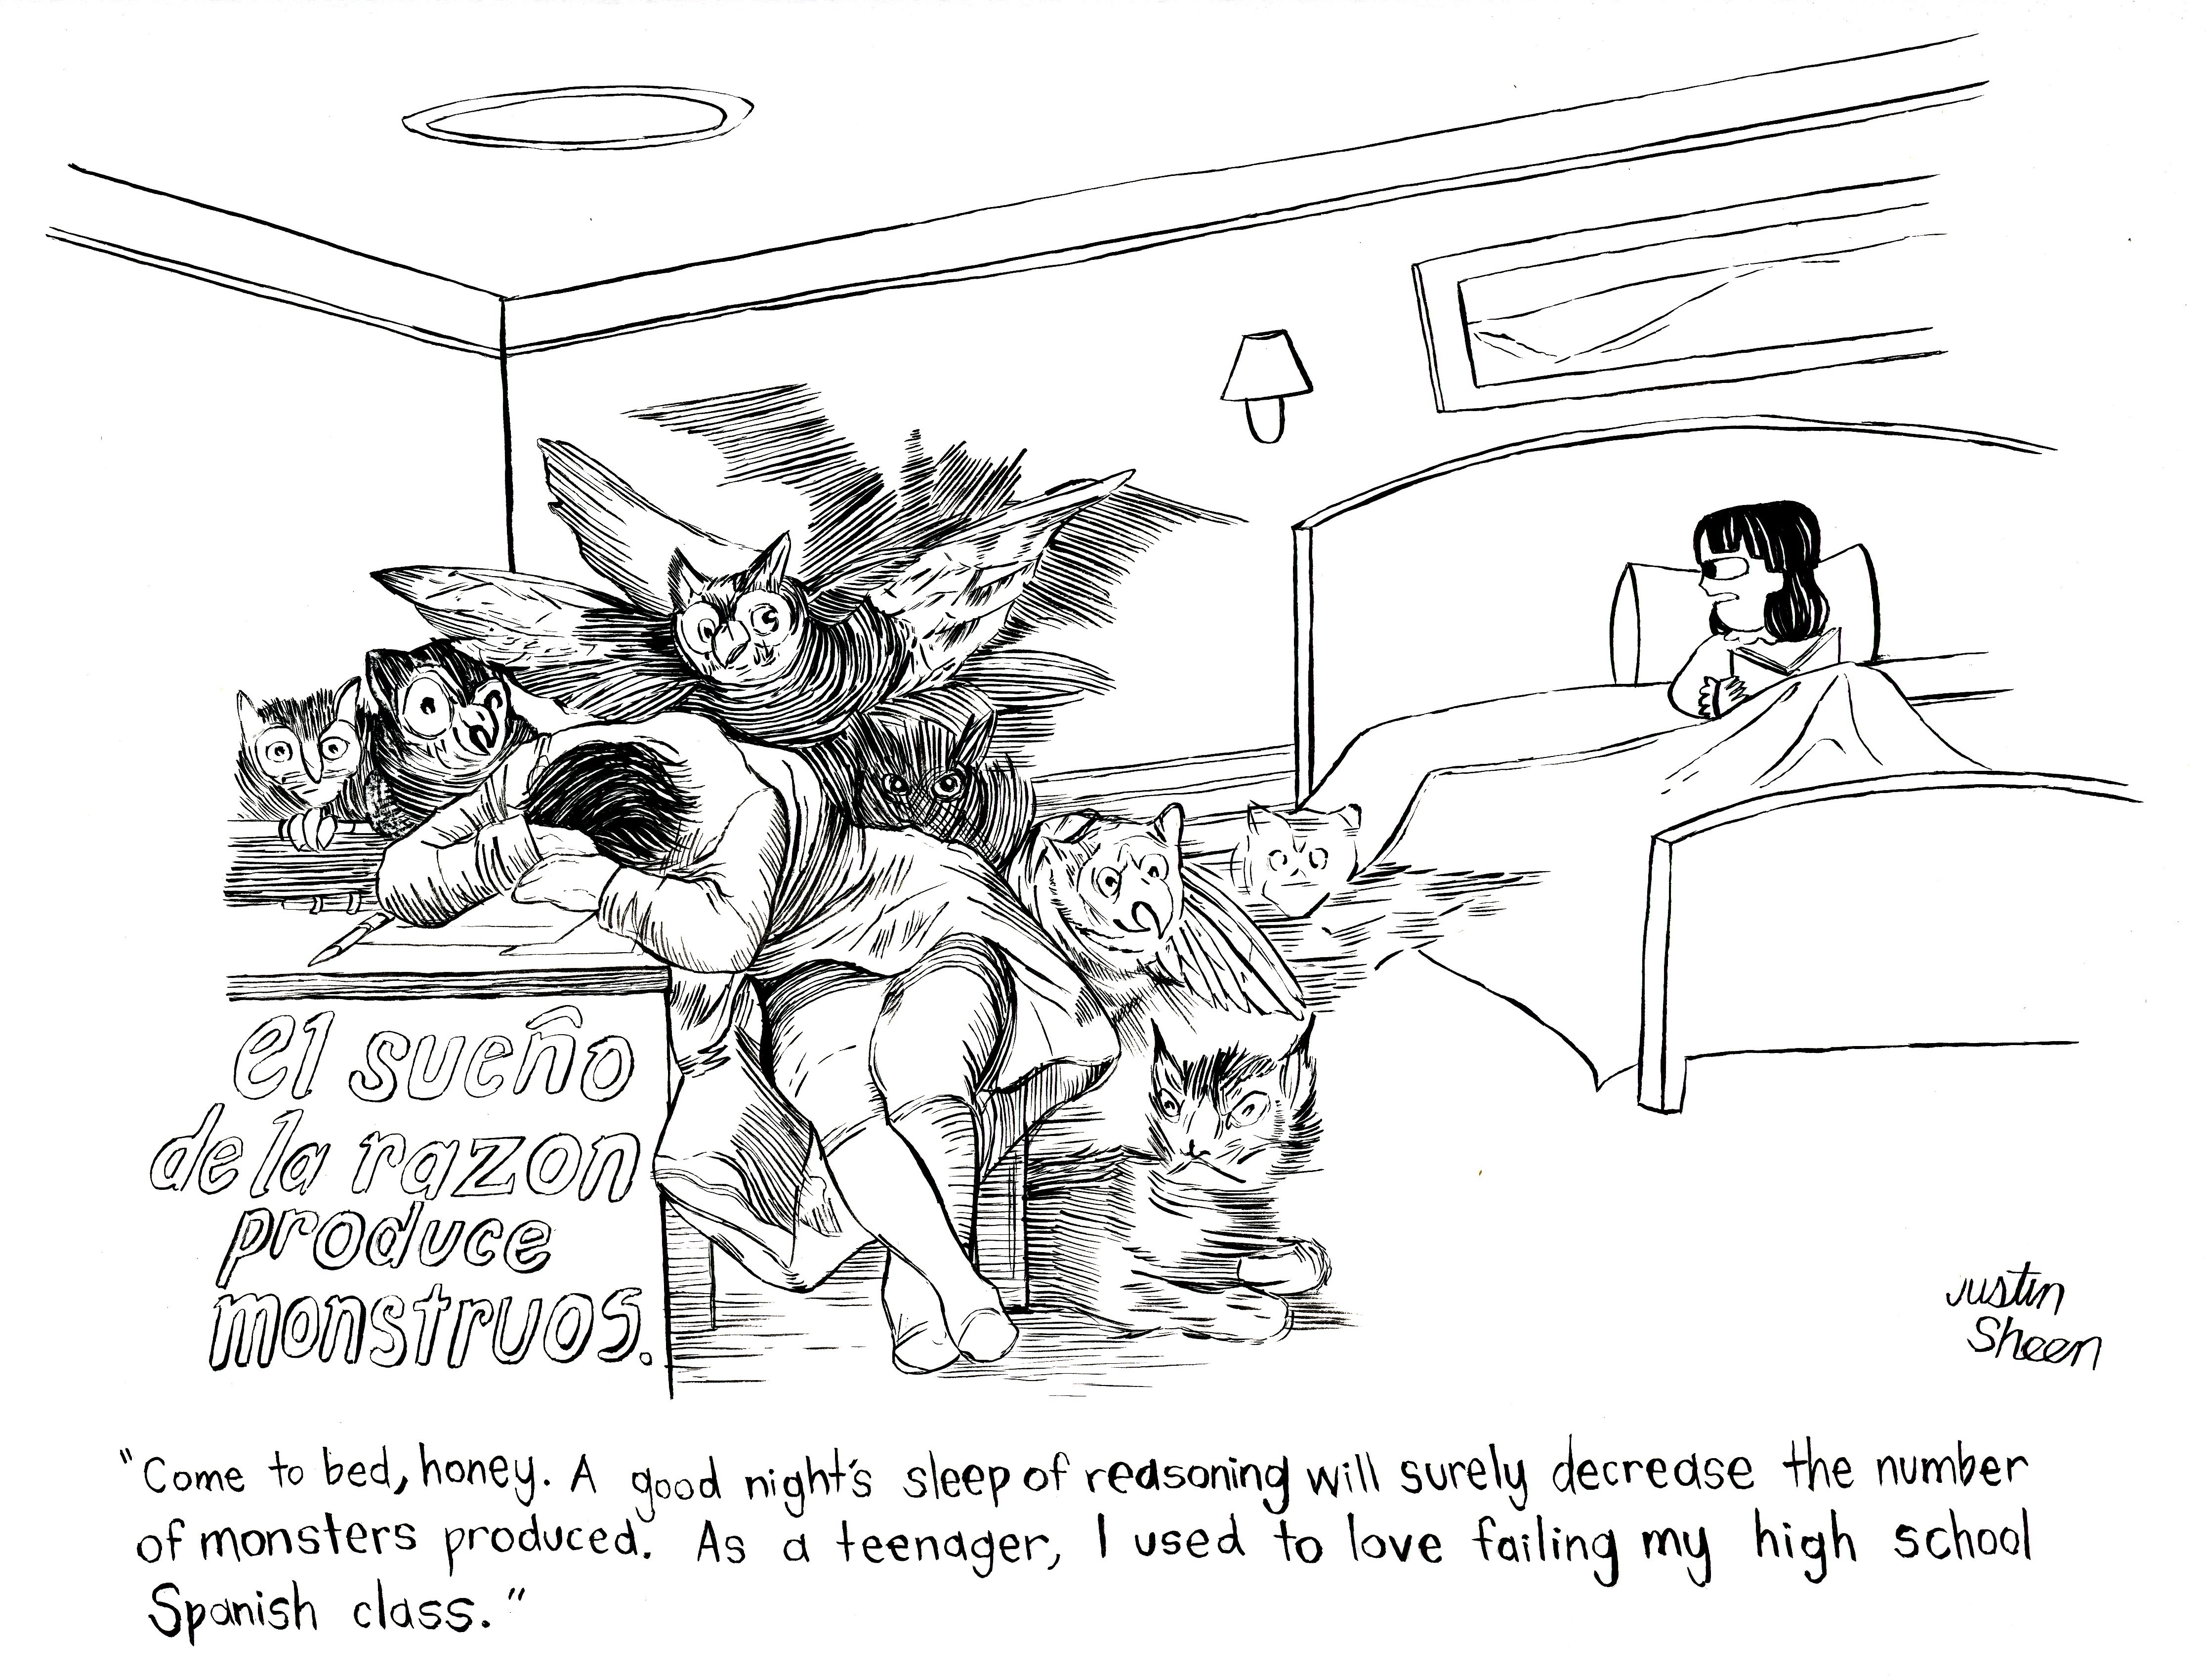 el sueño
de la razon
produce
monstruos.
Justin
Sheen
"Come to bed, honey. A good night's sleep of reasoning will surely decrease the number
of monsters produced. As a teenager, I used to love failing my high school
Spanish class."